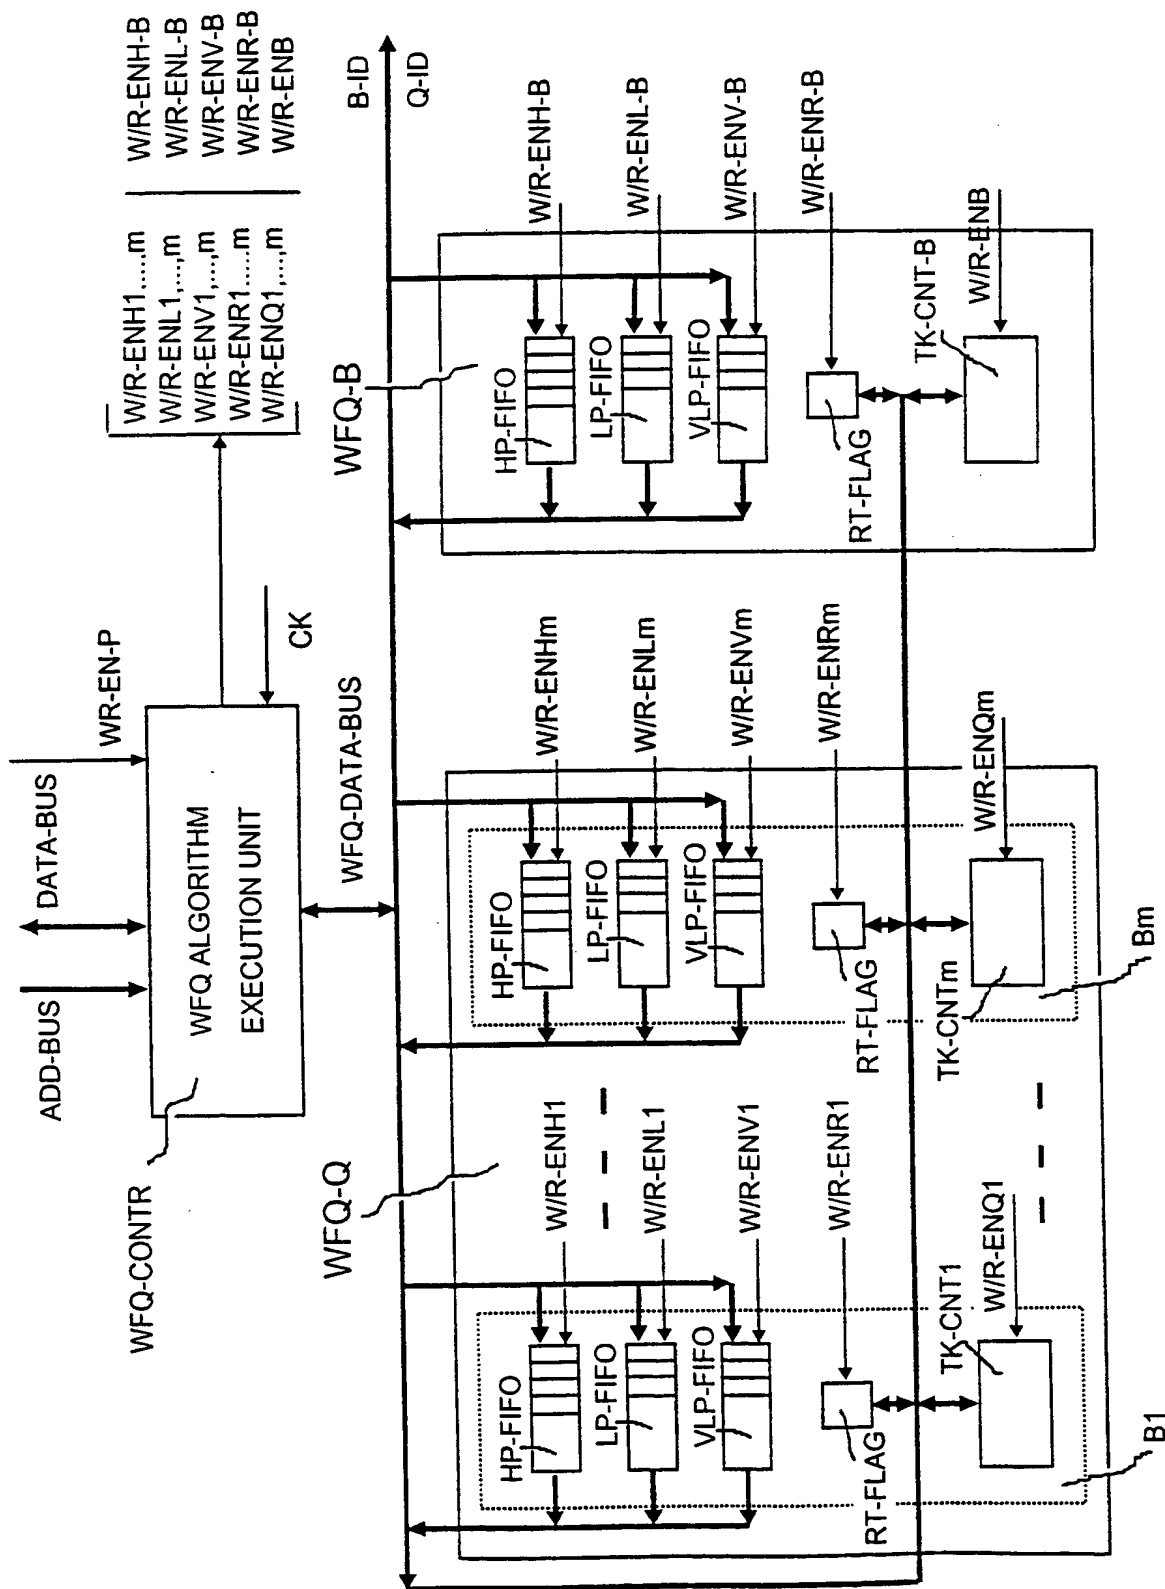 ADD-BUS
DATA-BUS
WR-EN-P
WFQ-CONTR
WFQ ALGORITHM
EXECUTION UNIT
CK
W/R-ENH1.....m
W/R-ENL1,...,m
W/R-ENV1,...,m
W/R-ENR1.....m
W/R-ENQ1,...,m
W/R-ENH-B
W/R-ENL-B
W/R-ENV-B
W/R-ENR-B
W/R-ENB
WFQ-DATA-BUS
B-ID
Q-ID
WFQ-Q
WFQ-B
HP-FIFO
W/R-ENH1
LP-FIFO
W/R-ENL1
VLP-FIFO
W/R-ENV1
RT-FLAG
W/R-ENR1
TK-CNT1
W/R-ENQ1
B1
HP-FIFO
W/R-ENHm
LP-FIFO
W/R-ENLm
VLP-FIFO
W/R-ENVm
RT-FLAG
W/R-ENRm
TK-CNTm
W/R-ENQm
Bm
HP-FIFO
W/R-ENH-B
LP-FIFO
W/R-ENL-B
VLP-FIFO
W/R-ENV-B
RT-FLAG
W/R-ENR-B
TK-CNT-B
W/R-ENB